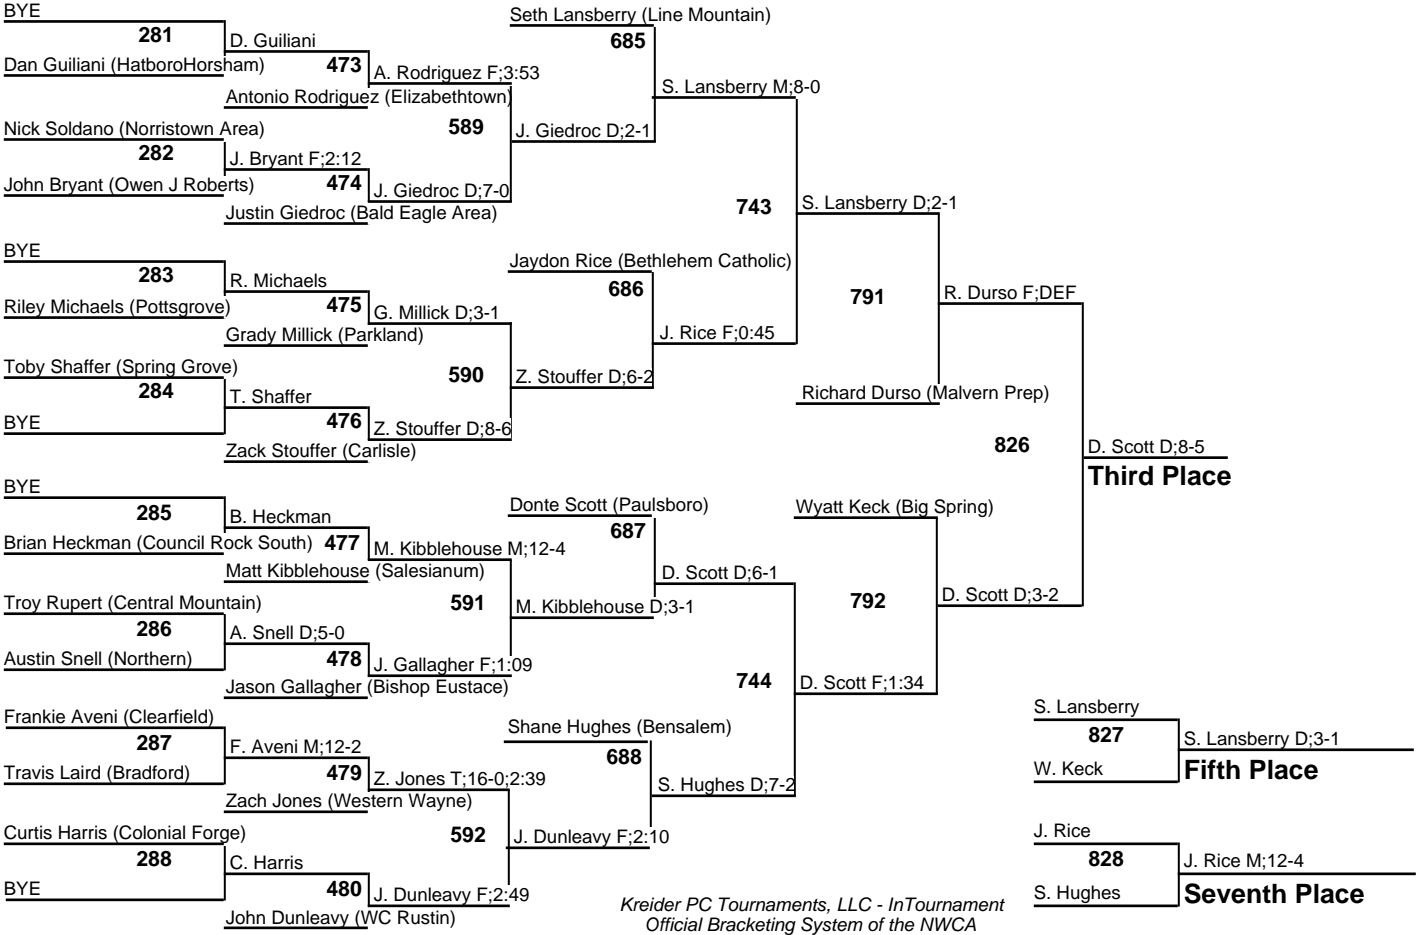 BYE
281
D. Guiliani
Dan Guiliani (HatboroHorsham)
473
A. Rodriguez F;3:53
Antonio Rodriguez (Elizabethtown)
Nick Soldano (Norristown Area)
282
J. Bryant F;2:12
John Bryant (Owen J Roberts)
474
J. Giedroc D;7-0
Justin Giedroc (Bald Eagle Area)
589
J. Giedroc D;2-1
Seth Lansberry (Line Mountain)
685
S. Lansberry M;8-0
BYE
283
R. Michaels
Riley Michaels (Pottsgrove)
475
G. Millick D;3-1
Grady Millick (Parkland)
Toby Shaffer (Spring Grove)
284
T. Shaffer
BYE
476
Z. Stouffer D;8-6
Zack Stouffer (Carlisle)
590
Z. Stouffer D;6-2
Jaydon Rice (Bethlehem Catholic)
686
J. Rice F;0:45
743
S. Lansberry D;2-1
791
R. Durso F;DEF
Richard Durso (Malvern Prep)
BYE
285
B. Heckman
Brian Heckman (Council Rock South)
477
M. Kibblehouse M;12-4
Matt Kibblehouse (Salesianum)
Troy Rupert (Central Mountain)
286
A. Snell D;5-0
Austin Snell (Northern)
478
J. Gallagher F;1:09
Jason Gallagher (Bishop Eustace)
591
M. Kibblehouse D;3-1
Donte Scott (Paulsboro)
687
D. Scott D;6-1
Frankie Aveni (Clearfield)
287
F. Aveni M;12-2
Travis Laird (Bradford)
479
Z. Jones T;16-0;2:39
Zach Jones (Western Wayne)
Curtis Harris (Colonial Forge)
288
C. Harris
BYE
480
J. Dunleavy F;2:49
John Dunleavy (WC Rustin)
592
J. Dunleavy F;2:10
Shane Hughes (Bensalem)
688
S. Hughes D;7-2
744
D. Scott F;1:34
Wyatt Keck (Big Spring)
792
D. Scott D;3-2
826
D. Scott D;8-5
Third Place
S. Lansberry
827
S. Lansberry D;3-1
W. Keck
Fifth Place
J. Rice
828
J. Rice M;12-4
S. Hughes
Seventh Place
Kreider PC Tournaments, LLC - InTournament
Official Bracketing System of the NWCA